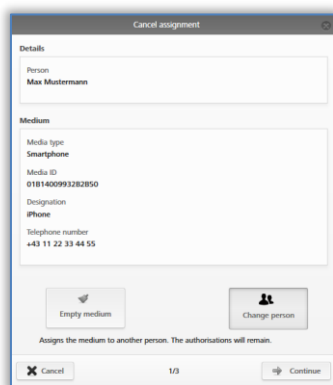 Cancel assignment
Details
Person
Max Mustermann
Medium
Media type
Smartphone
Media ID
01B1400993282B50
Designation
iPhone
Telephone number
+43 11 22 33 44 55
Empty medium
Change person
Assigns the medium to another person. The authorisations will remain.
Cancel
1/3
Continue